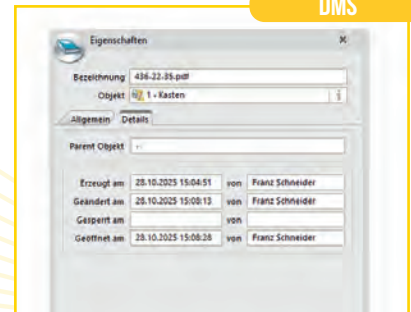 DMS
Eigenschaften
Bezeichnung 436-22-35.pdf
Objekt 1 - Kasten
Allgemein Details
Parent Objekt -
Erzeugt am 28.10.2025 15:04:51 von Franz Schneider
Geändert am 28.10.2025 15:08:13 von Franz Schneider
Gesperrt am von
Geöffnet am 28.10.2025 15:08:28 von Franz Schneider